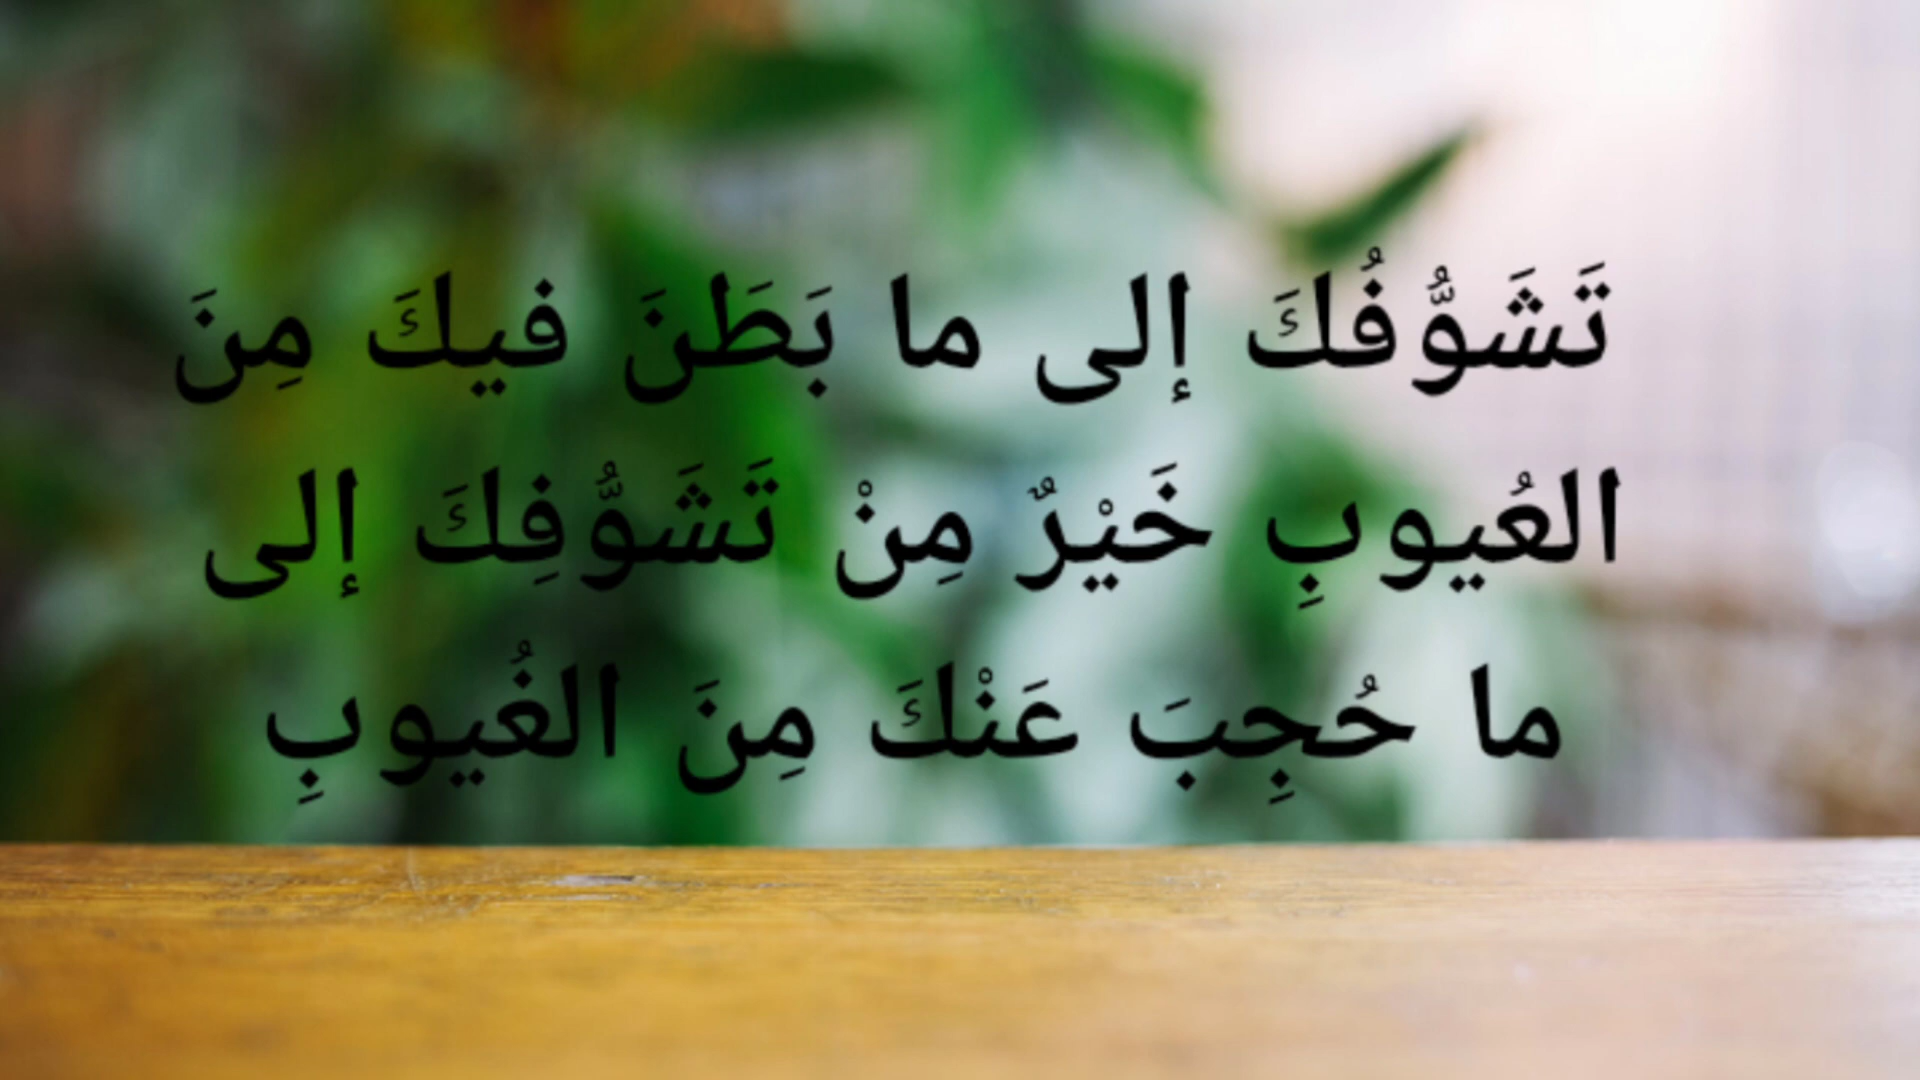 تَشَوُّفُكَ إلى ما بَطَنَ فيكَ مِنَ
العُيوبِ خَيْرٌ مِنْ تَشَوُّفِكَ إلى
ما حُجِبَ عَنْكَ مِنَ الغُيوبِ